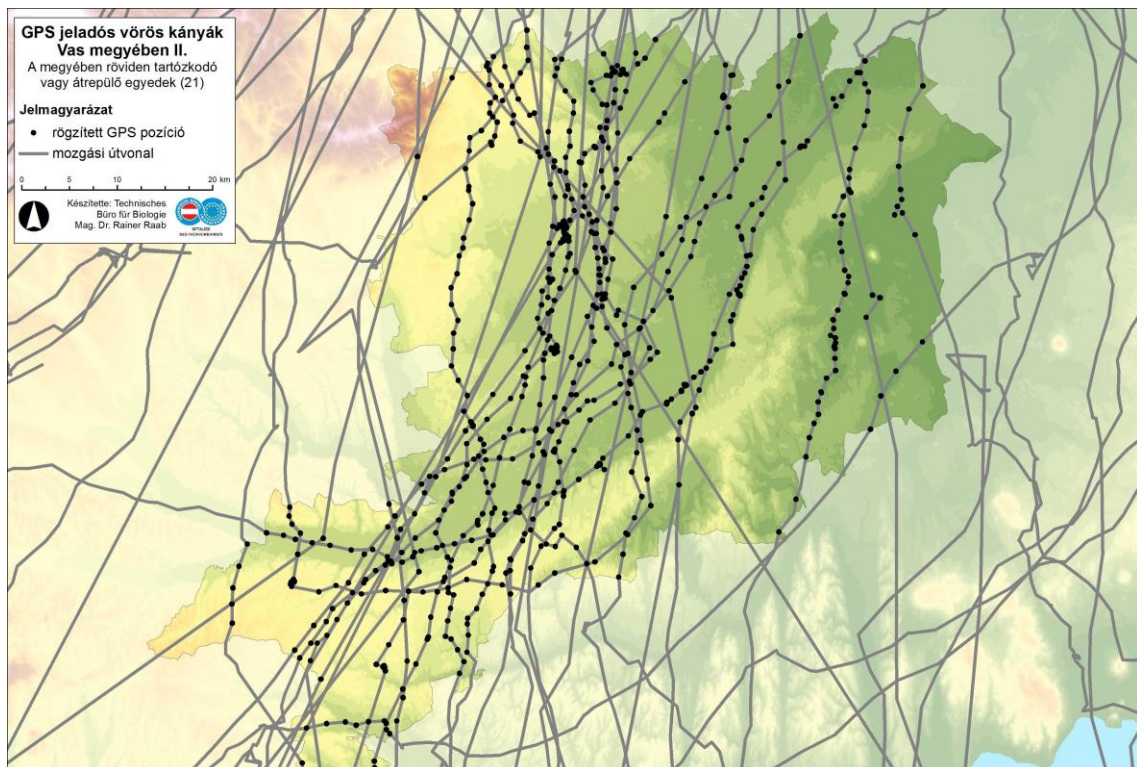 GPS jeladós vörös kányák
Vas megyében II.
A megyében röviden tartózkodó
vagy átrepülő egyedek (21)
Jelmagyarázat
rögzített GPS pozíció
mozgási útvonal
0 5 10 20 km
Készítette: Technisches
Büro für Biologie
Mag. Dr. Rainer Raab